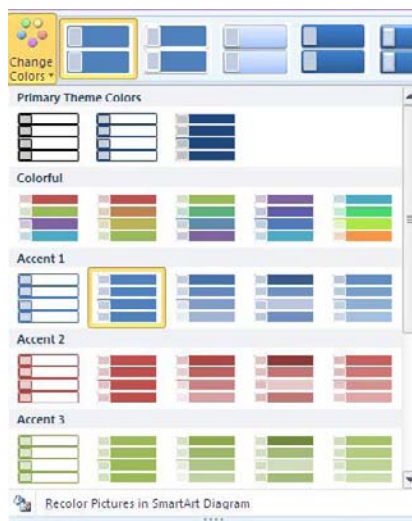 Change
Colors
Primary Theme Colors
Colorful
Accent 1
Accent 2
Accent 3
Recolor Pictures in SmartArt Diagram